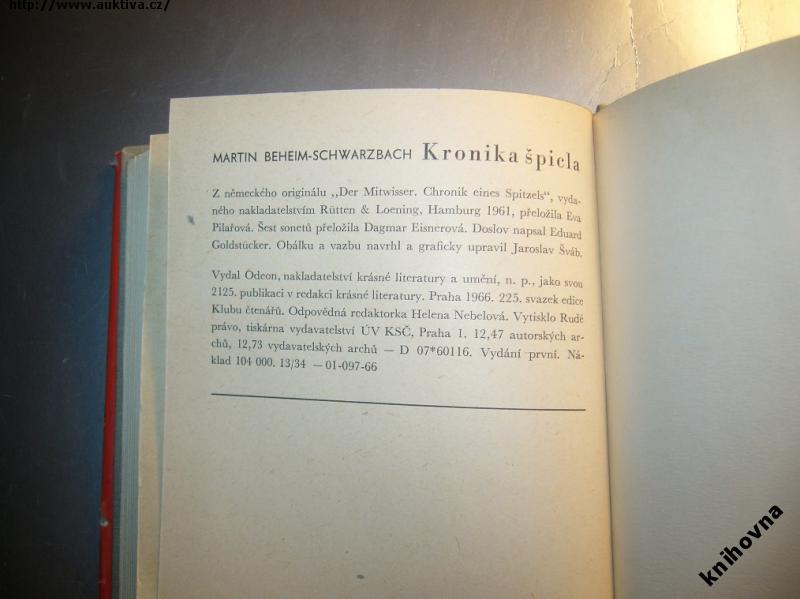 http://www.auktiva.cz/
MARTIN BEHEIM-SCHWARZBACH Kronika špicla
Z německého originálu „Der Mitwisser. Chronik eines Spitzels“, vyda-
ného nakladatelstvím Rütten & Loening, Hamburg 1961, přeložila Eva
Pilařová. Šest sonetů přeložila Dagmar Eisnerová. Doslov napsal Eduard
Goldstücker. Obálku a vazbu navrhl a graficky upravil Jaroslav Šváb.
Vydal Odeon, nakladatelství krásné literatury a umění, n. p., jako svou
2125. publikaci v redakci krásné literatury. Praha 1966. 225. svazek edice
Klubu čtenářů. Odpovědná redaktorka Helena Nebelová. Vytisklo Rudé
právo, tiskárna vydavatelství ÚV KSČ, Praha 1. 12,47 autorských ar-
chů, 12,73 vydavatelských archů — D 07*60116. Vydání první. Ná-
klad 104 000. 13/34 — 01-097-66
knihovna